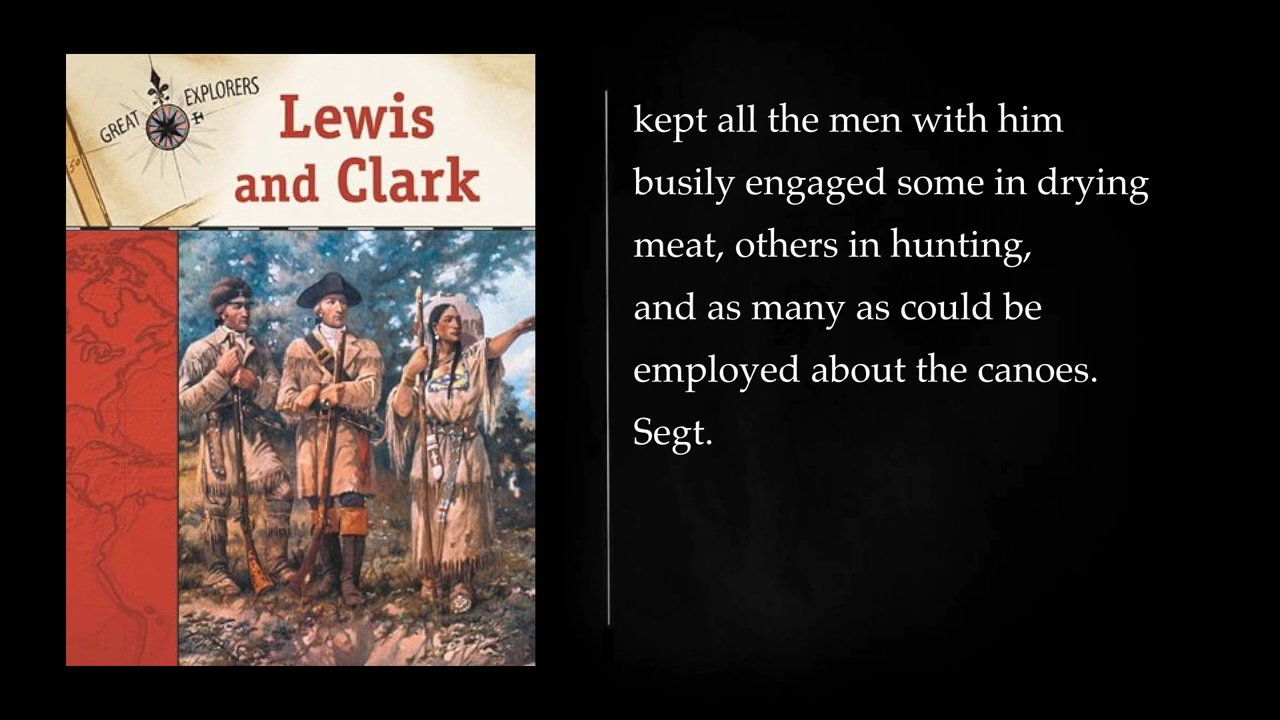 GREAT EXPLORERS
Lewis
and Clark
50
kept all the men with him
busily engaged some in drying
meat, others in hunting,
and as many as could be
employed about the canoes.
Segt.